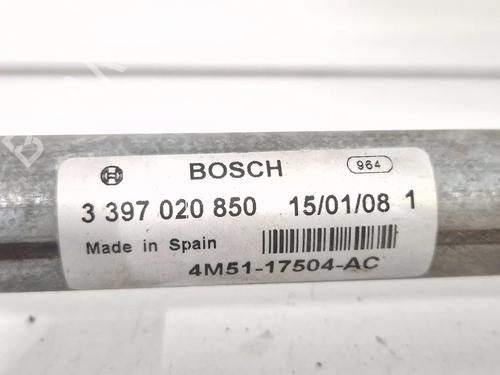 BOSCH 964
3 397 020 850 15/01/08 1
Made in Spain
4M51-17504-AC